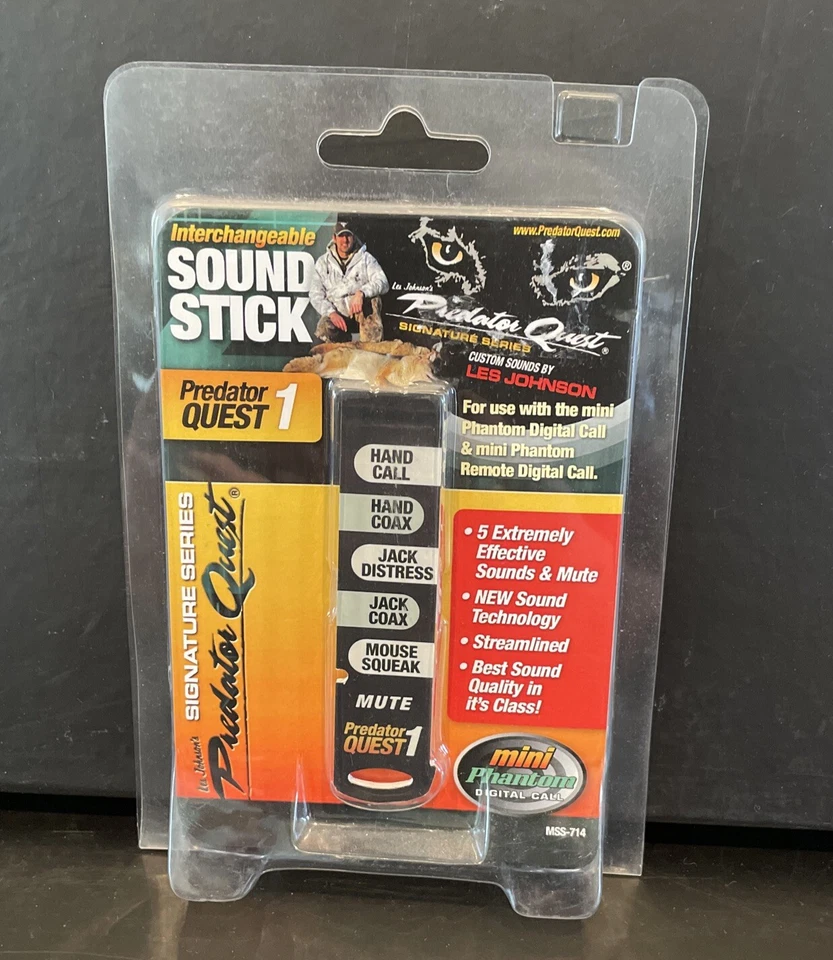 Interchangeable
SOUND
STICK
www.PredatorQuest.com
®
Les Johnson's
Predator Quest®
SIGNATURE SERIES
CUSTOM SOUNDS BY
LES JOHNSON
Predator
QUEST 1
For use with the mini
Phantom Digital Call
& mini Phantom
Remote Digital Call.
HAND
CALL
HAND
COAX
JACK
DISTRESS
JACK
COAX
MOUSE
SQUEAK
MUTE
Predator
QUEST 1
SIGNATURE SERIES
Les Johnson's
Predator Quest®
• 5 Extremely
Effective
Sounds & Mute
• NEW Sound
Technology
• Streamlined
• Best Sound
Quality in
it's Class!
mini
Phantom
DIGITAL CALL
MSS-714